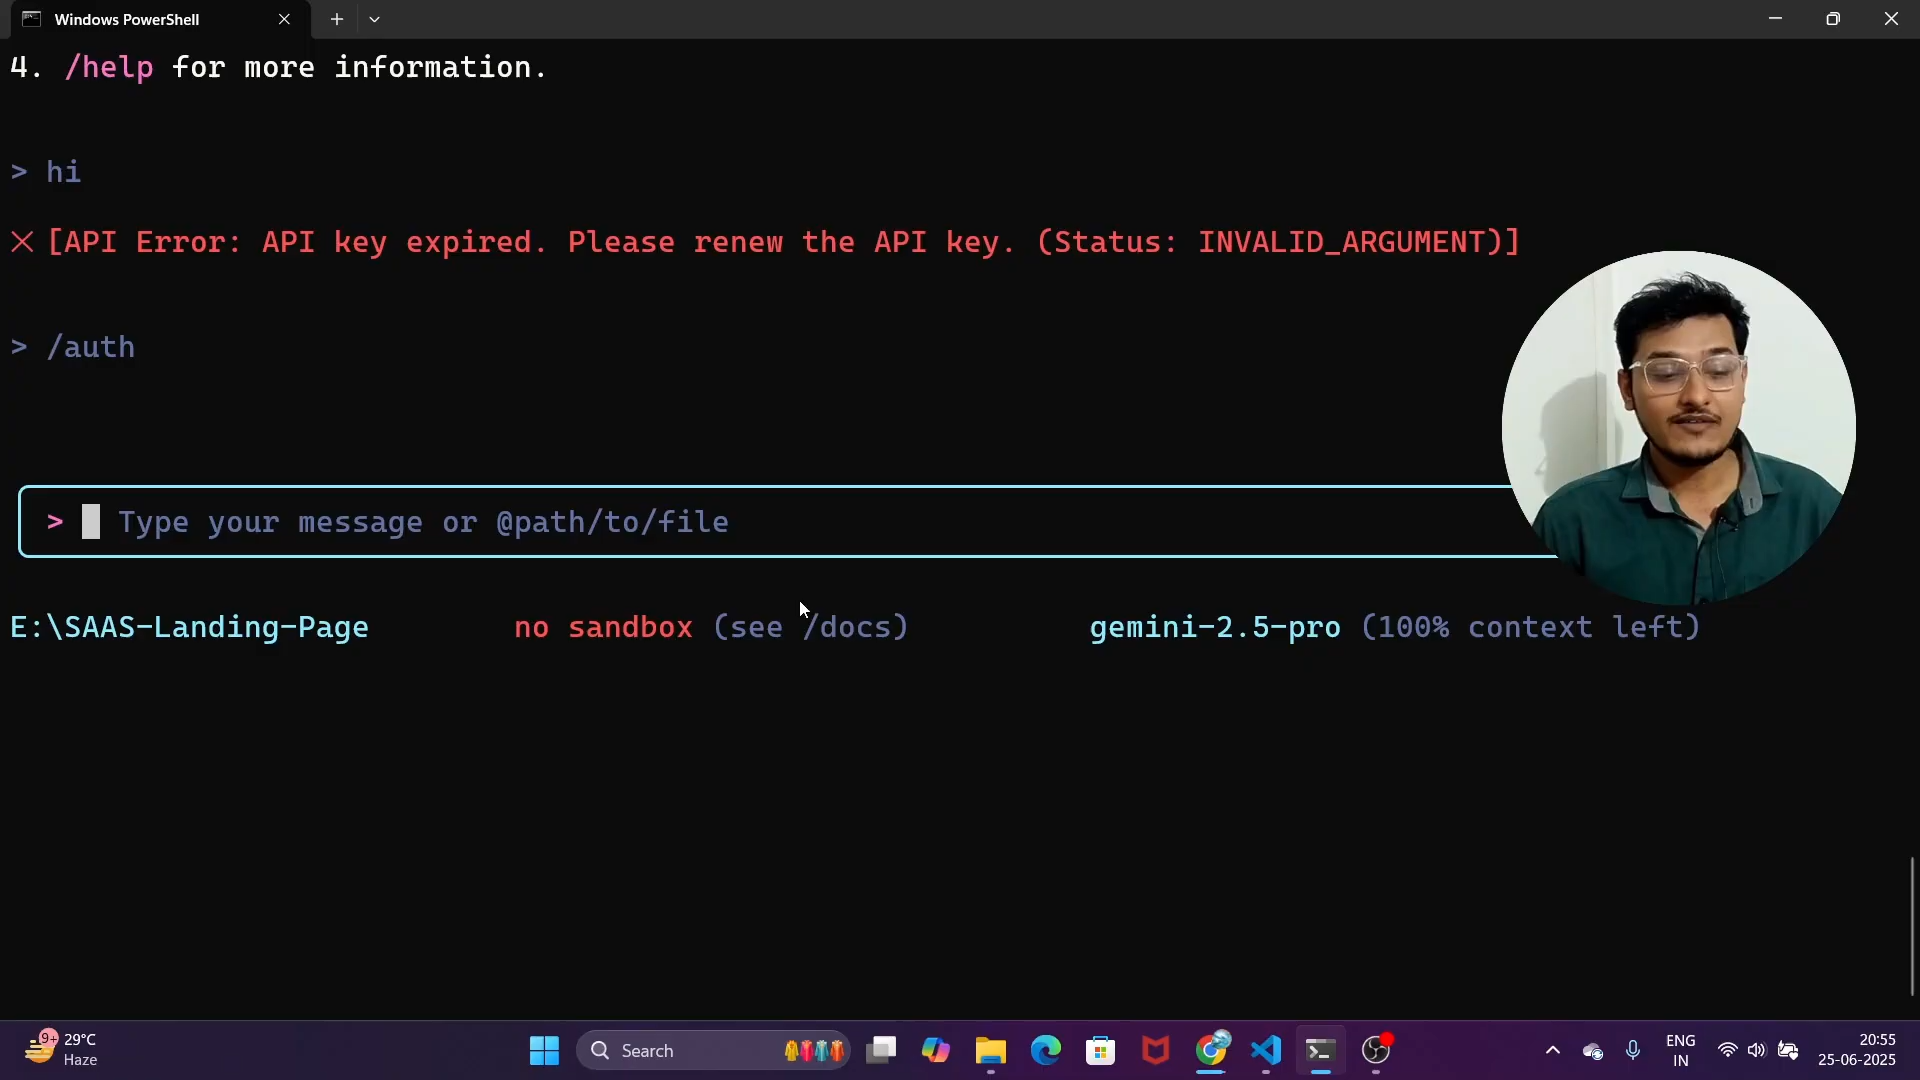 Windows PowerShell
4. /help for more information.
> hi
✕ [API Error: API key expired. Please renew the API key. (Status: INVALID_ARGUMENT)]
> /auth
> Type your message or @path/to/file
E:\SAAS-Landing-Page no sandbox (see /docs) gemini-2.5-pro (100% context left)
9+ 29°C
Haze
Search
ENG
IN
20:55
25-06-2025